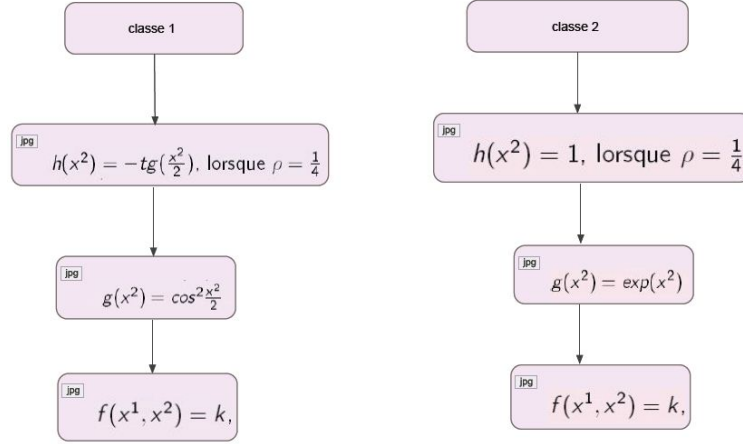 classe 1
jpg
h(x²) = −tg(x²/2), lorsque ρ = 1/4
jpg
g(x²) = cos² x²/2
jpg
f(x¹, x²) = k,
classe 2
jpg
h(x²) = 1, lorsque ρ = 1/4
jpg
g(x²) = exp(x²)
jpg
f(x¹, x²) = k,